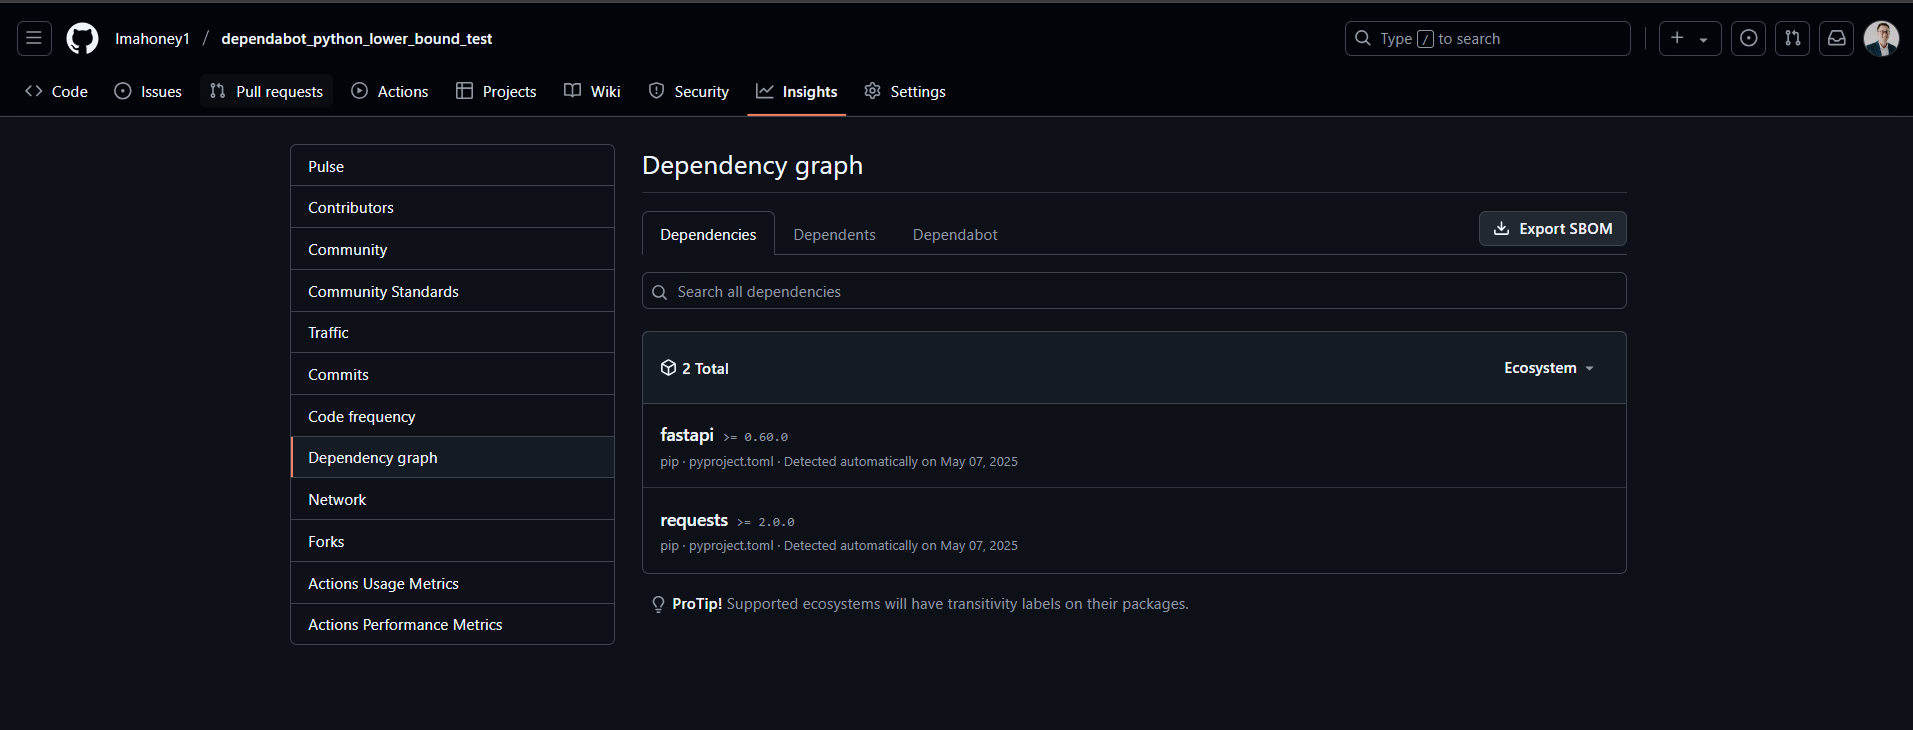 lmahoney1 / dependabot_python_lower_bound_test
Type / to search
Code Issues Pull requests Actions Projects Wiki Security Insights Settings
Pulse
Contributors
Community
Community Standards
Traffic
Commits
Code frequency
Dependency graph
Network
Forks
Actions Usage Metrics
Actions Performance Metrics
Dependency graph
Dependencies Dependents Dependabot
Export SBOM
Search all dependencies
2 Total
Ecosystem
fastapi >= 0.60.0
pip · pyproject.toml · Detected automatically on May 07, 2025
requests >= 2.0.0
pip · pyproject.toml · Detected automatically on May 07, 2025
ProTip! Supported ecosystems will have transitivity labels on their packages.